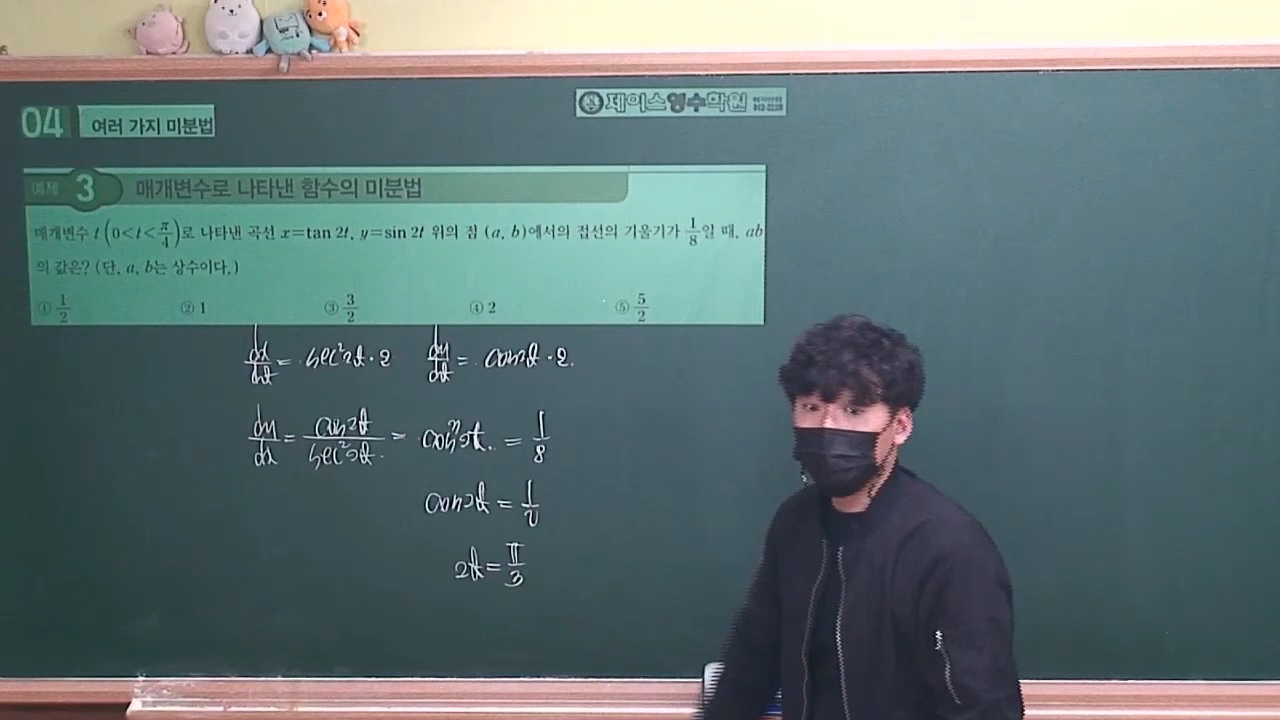 04 여러 가지 미분법
제이스영수학원
예제 3 매개변수로 나타낸 함수의 미분법
매개변수 t (0<t<π/4)로 나타낸 곡선 x=tan 2t, y=sin 2t 위의 점 (a, b)에서의 접선의 기울기가 1/8일 때, ab
의 값은? (단, a, b는 상수이다.)
① 1/2 ② 1 ③ 3/2 ④ 2 ⑤ 5/2
dx/dt = sec²2t · 2 dy/dt = cos2t · 2.
dy/dx = cos2t/sec²2t = cos³2t. = 1/8
cos2t = 1/2
2t = π/3